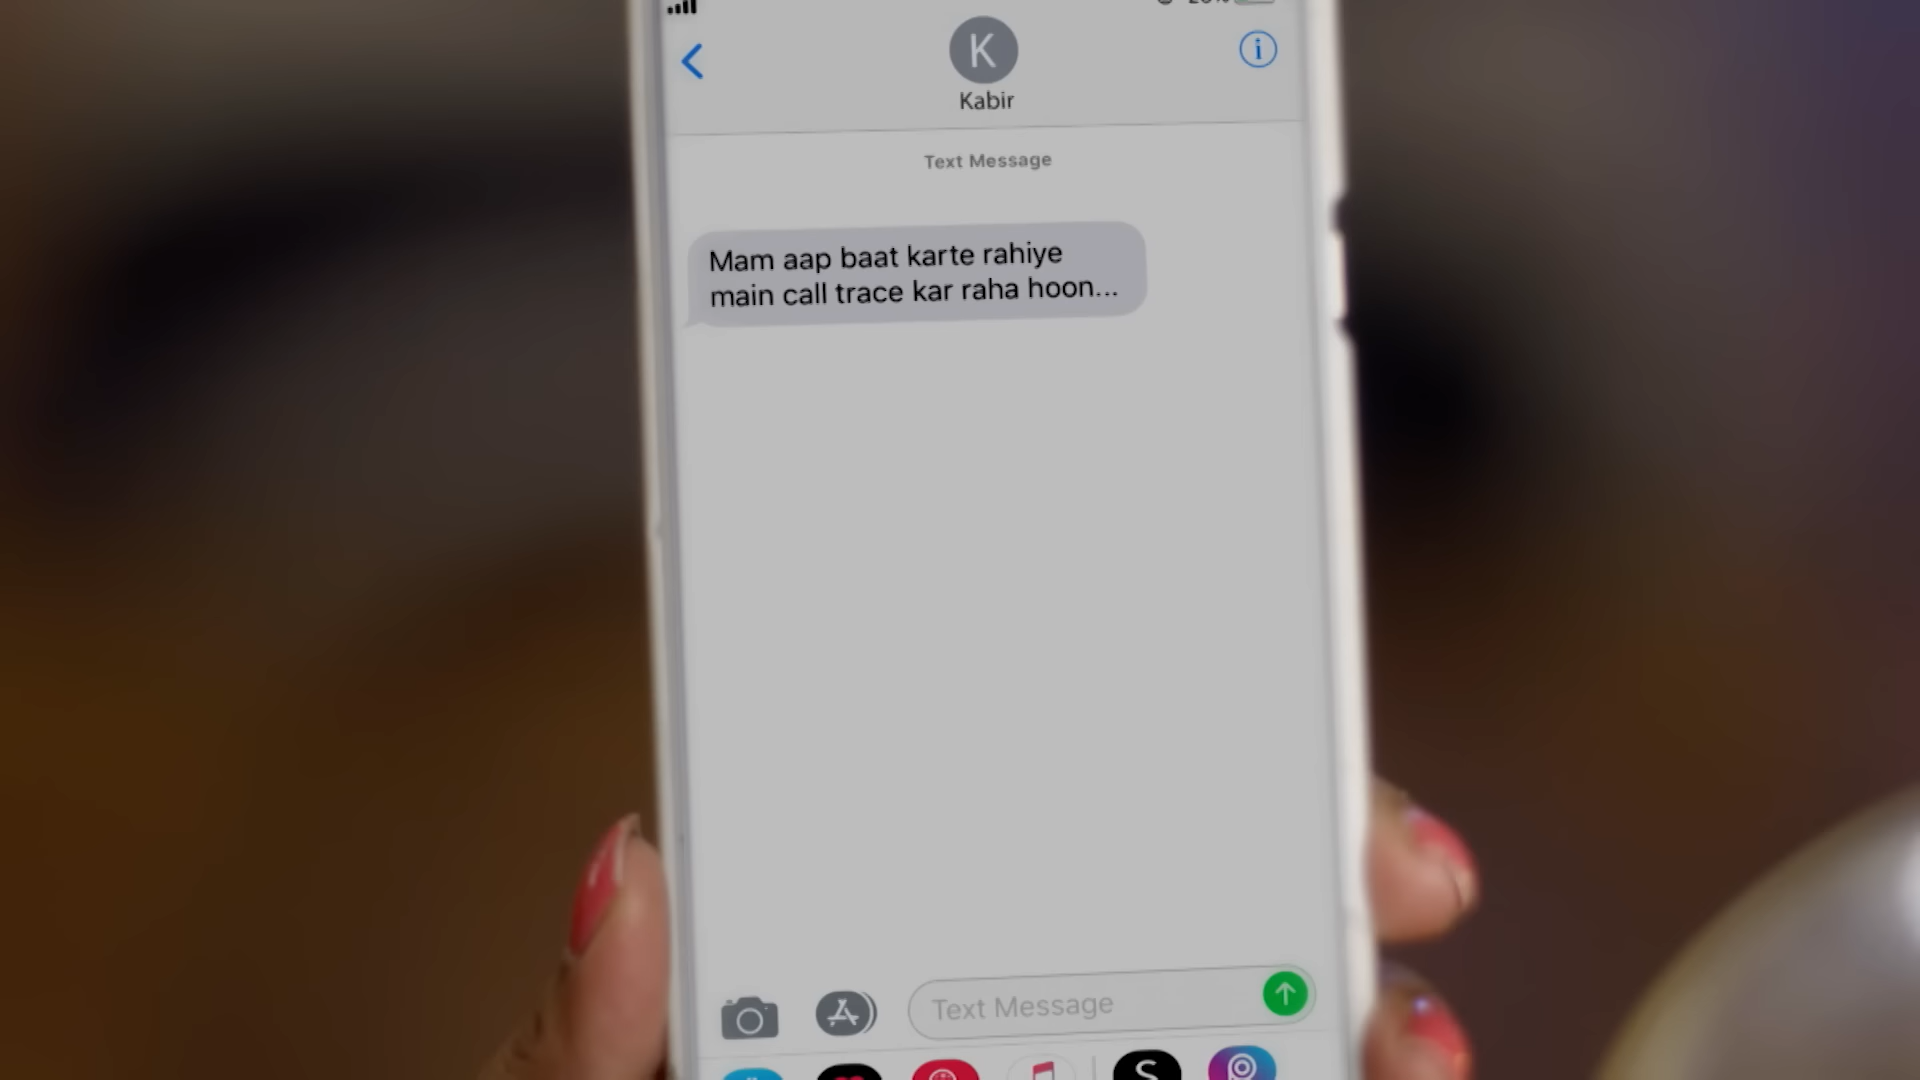 K
Kabir
Text Message
Mam aap baat karte rahiye
main call trace kar raha hoon...
Text Message